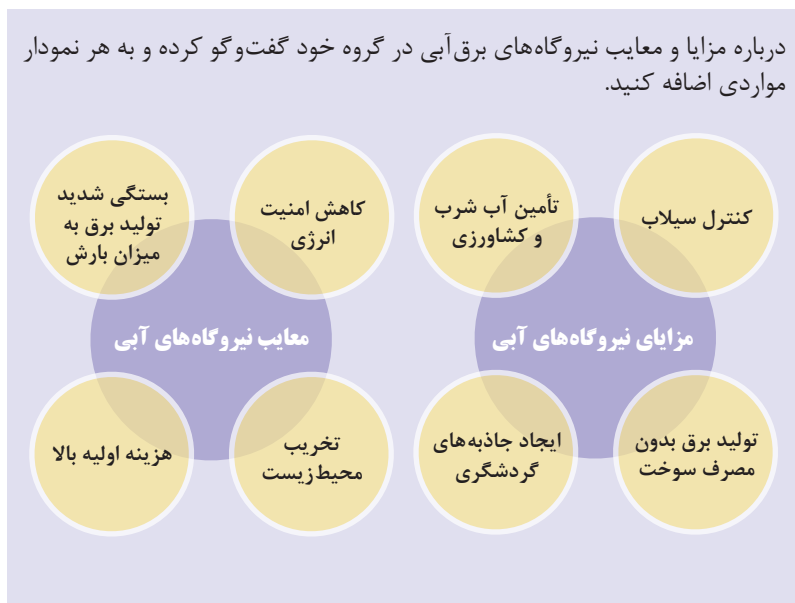 درباره مزایا و معایب نیروگاه‌های برق‌آبی در گروه خود گفت‌وگو کرده و به هر نمودار
مواردی اضافه کنید.
کنترل سیلاب
تأمین آب شرب
و کشاورزی
مزایای نیروگاه‌های آبی
تولید برق بدون
مصرف سوخت
ایجاد جاذبه‌های
گردشگری
کاهش امنیت
انرژی
بستگی شدید
تولید برق به
میزان بارش
معایب نیروگاه‌های آبی
تخریب
محیط‌زیست
هزینه اولیه بالا